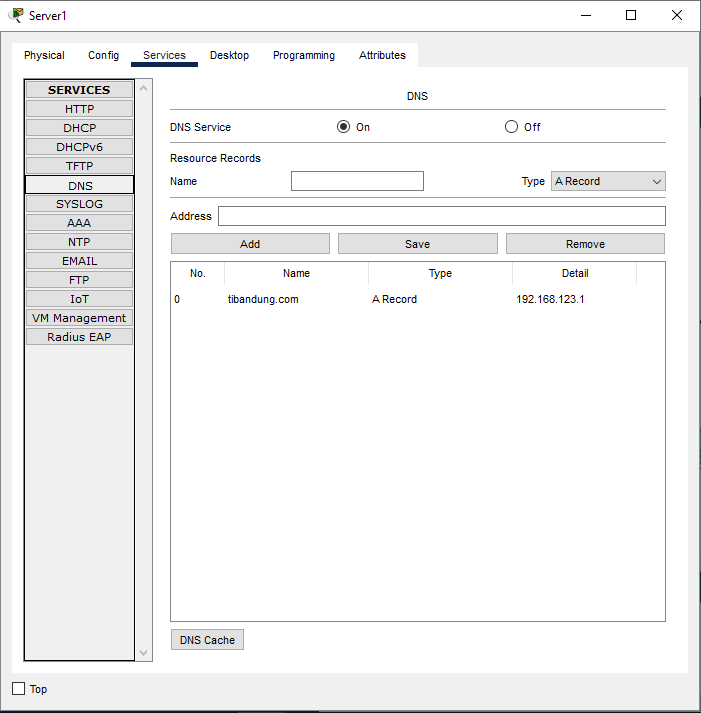 Server1
Physical Config Services Desktop Programming Attributes
SERVICES
HTTP
DHCP
DHCPv6
TFTP
DNS
SYSLOG
AAA
NTP
EMAIL
FTP
IoT
VM Management
Radius EAP
DNS
DNS Service On Off
Resource Records
Name Type A Record
Address
Add Save Remove
No. Name Type Detail
0 tibandung.com A Record 192.168.123.1
DNS Cache
Top